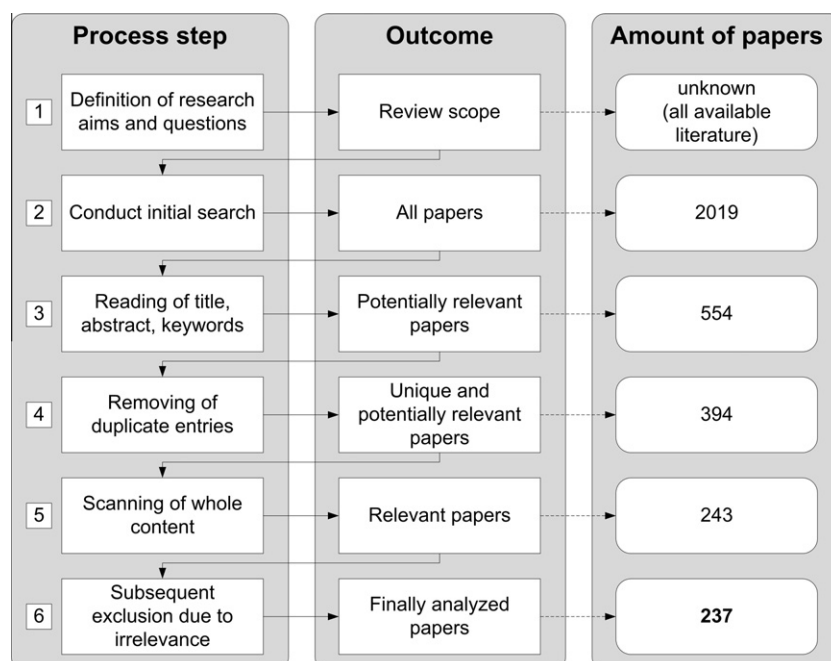 Process step
Outcome
Amount of papers
1
Definition of research
aims and questions
Review scope
unknown
(all available
literature)
2
Conduct initial search
All papers
2019
3
Reading of title,
abstract, keywords
Potentially relevant
papers
554
4
Removing of
duplicate entries
Unique and
potentially relevant
papers
394
5
Scanning of whole
content
Relevant papers
243
6
Subsequent
exclusion due to
irrelevance
Finally analyzed
papers
237